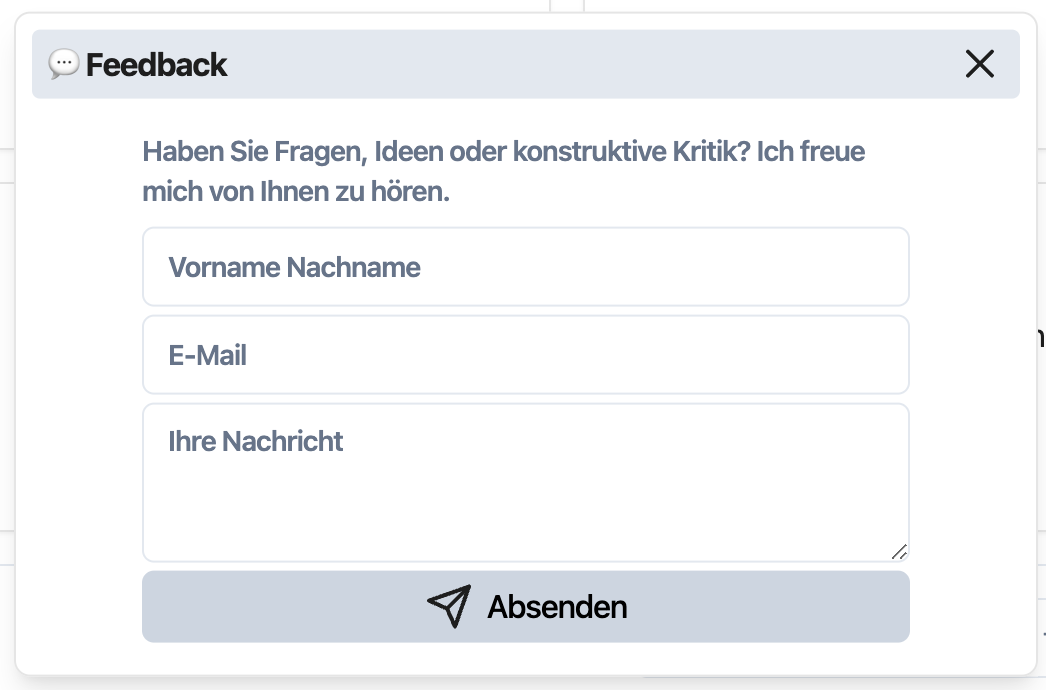 💬 Feedback
Haben Sie Fragen, Ideen oder konstruktive Kritik? Ich freue
mich von Ihnen zu hören.
Vorname Nachname
E-Mail
Ihre Nachricht
Absenden